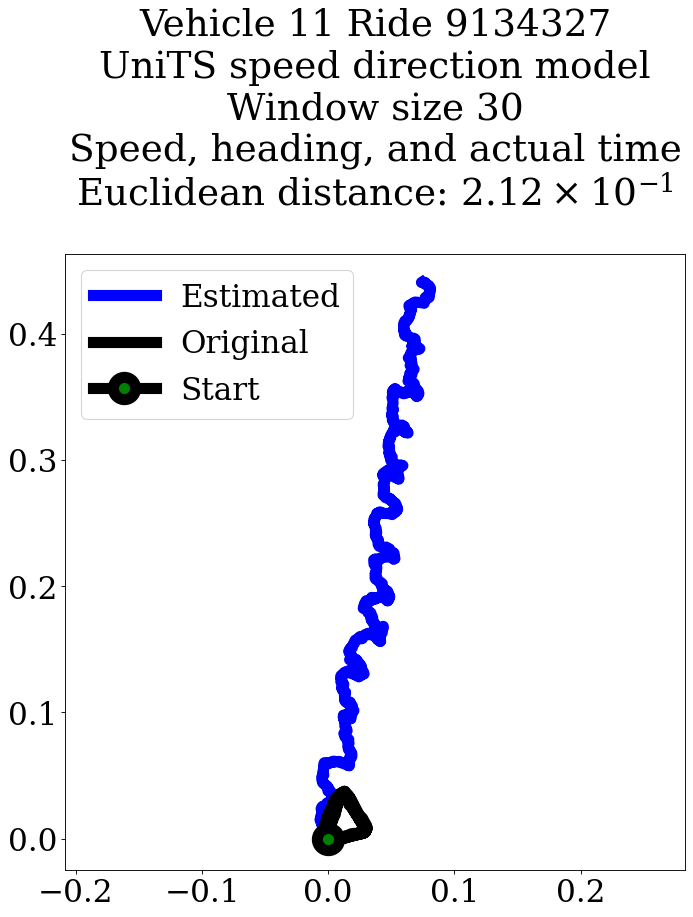 Vehicle 11 Ride 9134327
UniTS speed direction model
Window size 30
Speed, heading, and actual time
Euclidean distance: 2.12 × 10⁻¹
Estimated
Original
Start
0.4
0.3
0.2
0.1
0.0
−0.2 −0.1 0.0 0.1 0.2